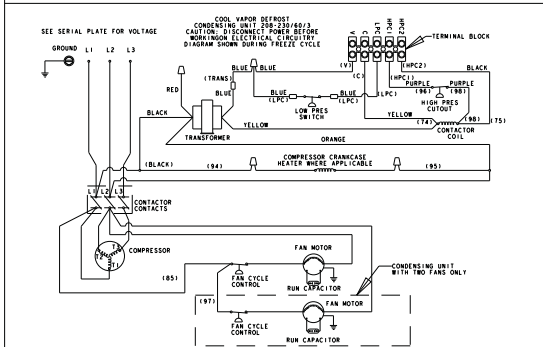 COOL VAPOR DEFROST
CONDENSING UNIT 208-230/60/3
CAUTION: DISCONNECT POWER BEFORE
WORKINGON ELECTRICAL CIRCUITRY
DIAGRAM SHOWN DURING FREEZE CYCLE
SEE SERIAL PLATE FOR VOLTAGE
GROUND L1 L2 L3
V C LPC HPC1 HPC2
TERMINAL BLOCK
BLUE BLUE
(V) (HPC2)
(C) (HPC1) BLACK
(TRANS)
RED
BLUE BLUE (LPC)
PURPLE PURPLE
(96) (98)
(LPC) (LPC)
LOW PRES
SWITCH
HIGH PRES
CUTOUT
BLACK
YELLOW
TRANSFORMER
YELLOW
(74) (98) (75)
CONTACTOR
COIL
ORANGE
(BLACK) (94)
COMPRESSOR CRANKCASE
HEATER WHERE APPLICABLE
(95)
L1 L2 L3
CONTACTOR
CONTACTS
T3
T2
T1
COMPRESSOR
FAN MOTOR
CONDENSING UNIT
WITH TWO FANS ONLY
(85)
FAN CYCLE
CONTROL
RUN CAPACITOR
(97)
FAN MOTOR
FAN CYCLE
CONTROL
RUN CAPACITOR